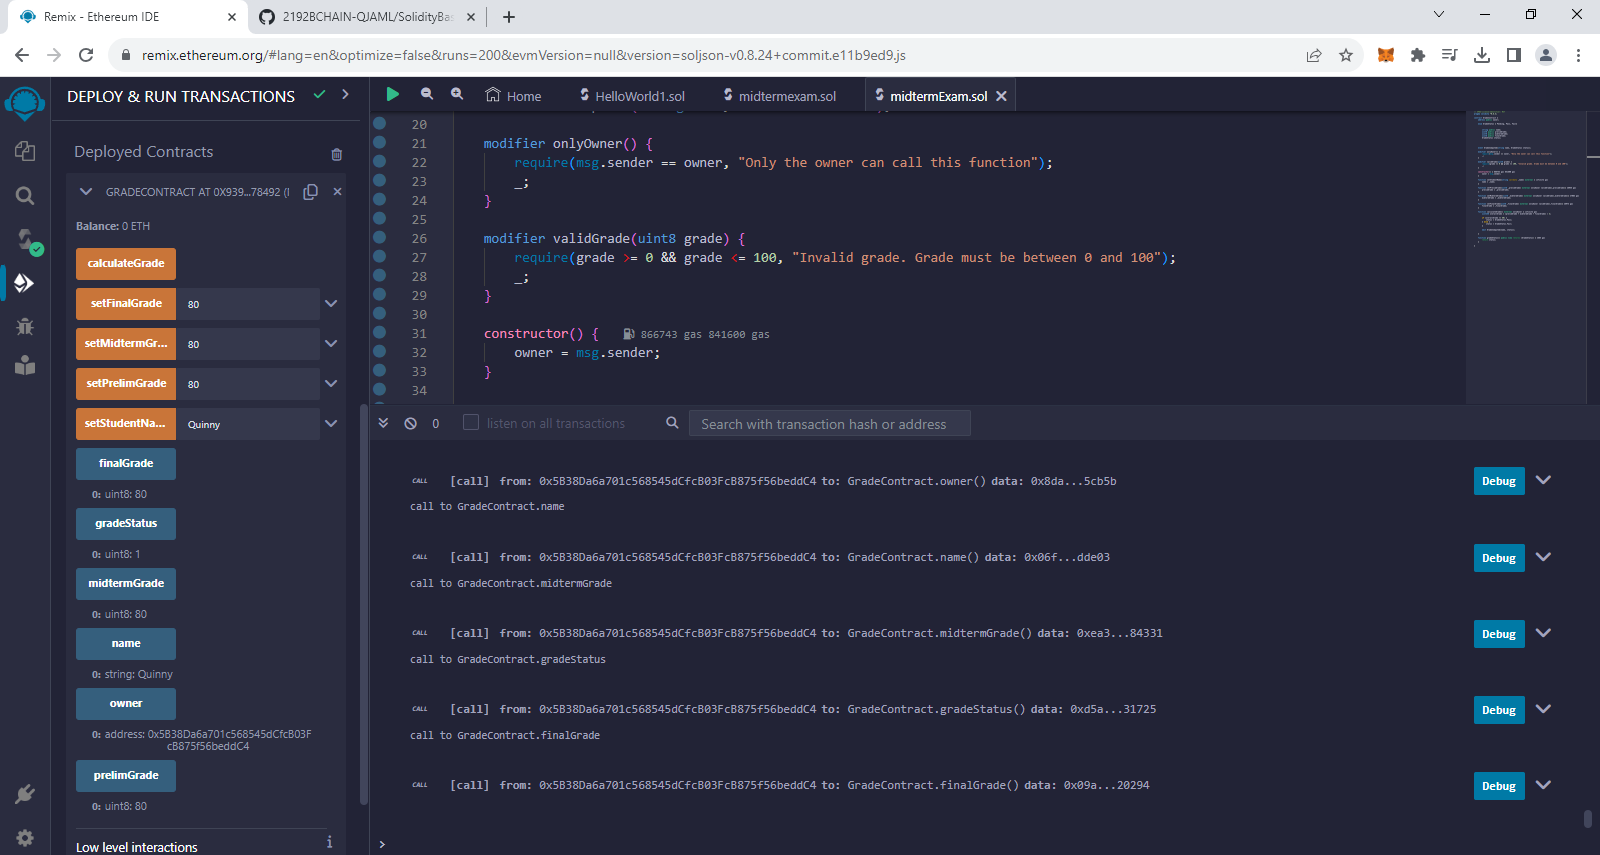 Remix - Ethereum IDE
2192BCHAIN-QJAML/SolidityBas
remix.ethereum.org/#lang=en&optimize=false&runs=200&evmVersion=null&version=soljson-v0.8.24+commit.e11b9ed9.js
DEPLOY & RUN TRANSACTIONS
Home
HelloWorld1.sol
midtermexam.sol
midtermExam.sol
Deployed Contracts
GRADECONTRACT AT 0X939...78492
Balance: 0 ETH
calculateGrade
setFinalGrade 80
setMidtermGr... 80
setPrelimGrade 80
setStudentNa... Quinny
finalGrade
0: uint8: 80
gradeStatus
0: uint8: 1
midtermGrade
0: uint8: 80
name
0: string: Quinny
owner
0: address: 0x5B38Da6a701c568545dCfcB03F
cB875f56beddC4
prelimGrade
0: uint8: 80
Low level interactions
i
20
21 modifier onlyOwner() {
22 require(msg.sender == owner, "Only the owner can call this function");
23 _;
24 }
25
26 modifier validGrade(uint8 grade) {
27 require(grade >= 0 && grade <= 100, "Invalid grade. Grade must be between 0 and 100");
28 _;
29 }
30
31 constructor() { 866743 gas 841600 gas
32 owner = msg.sender;
33 }
34
0 listen on all transactions Search with transaction hash or address
CALL [call] from: 0x5B38Da6a701c568545dCfcB03FcB875f56beddC4 to: GradeContract.owner() data: 0x8da...5cb5b Debug
call to GradeContract.name
CALL [call] from: 0x5B38Da6a701c568545dCfcB03FcB875f56beddC4 to: GradeContract.name() data: 0x06f...dde03 Debug
call to GradeContract.midtermGrade
CALL [call] from: 0x5B38Da6a701c568545dCfcB03FcB875f56beddC4 to: GradeContract.midtermGrade() data: 0xea3...84331 Debug
call to GradeContract.gradeStatus
CALL [call] from: 0x5B38Da6a701c568545dCfcB03FcB875f56beddC4 to: GradeContract.gradeStatus() data: 0xd5a...31725 Debug
call to GradeContract.finalGrade
CALL [call] from: 0x5B38Da6a701c568545dCfcB03FcB875f56beddC4 to: GradeContract.finalGrade() data: 0x09a...20294 Debug
>